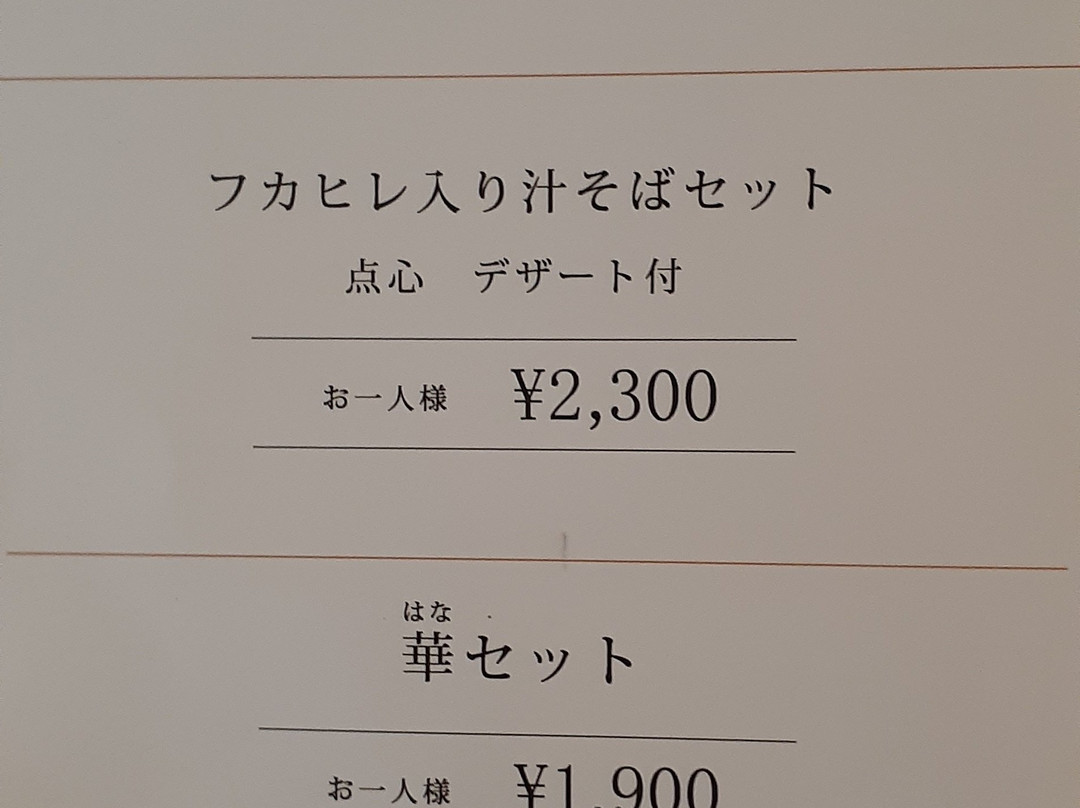 フカヒレ入り汁そばセット
点心　デザート付
お一人様　¥2,300
はな
華セット
お一人様　¥1,900